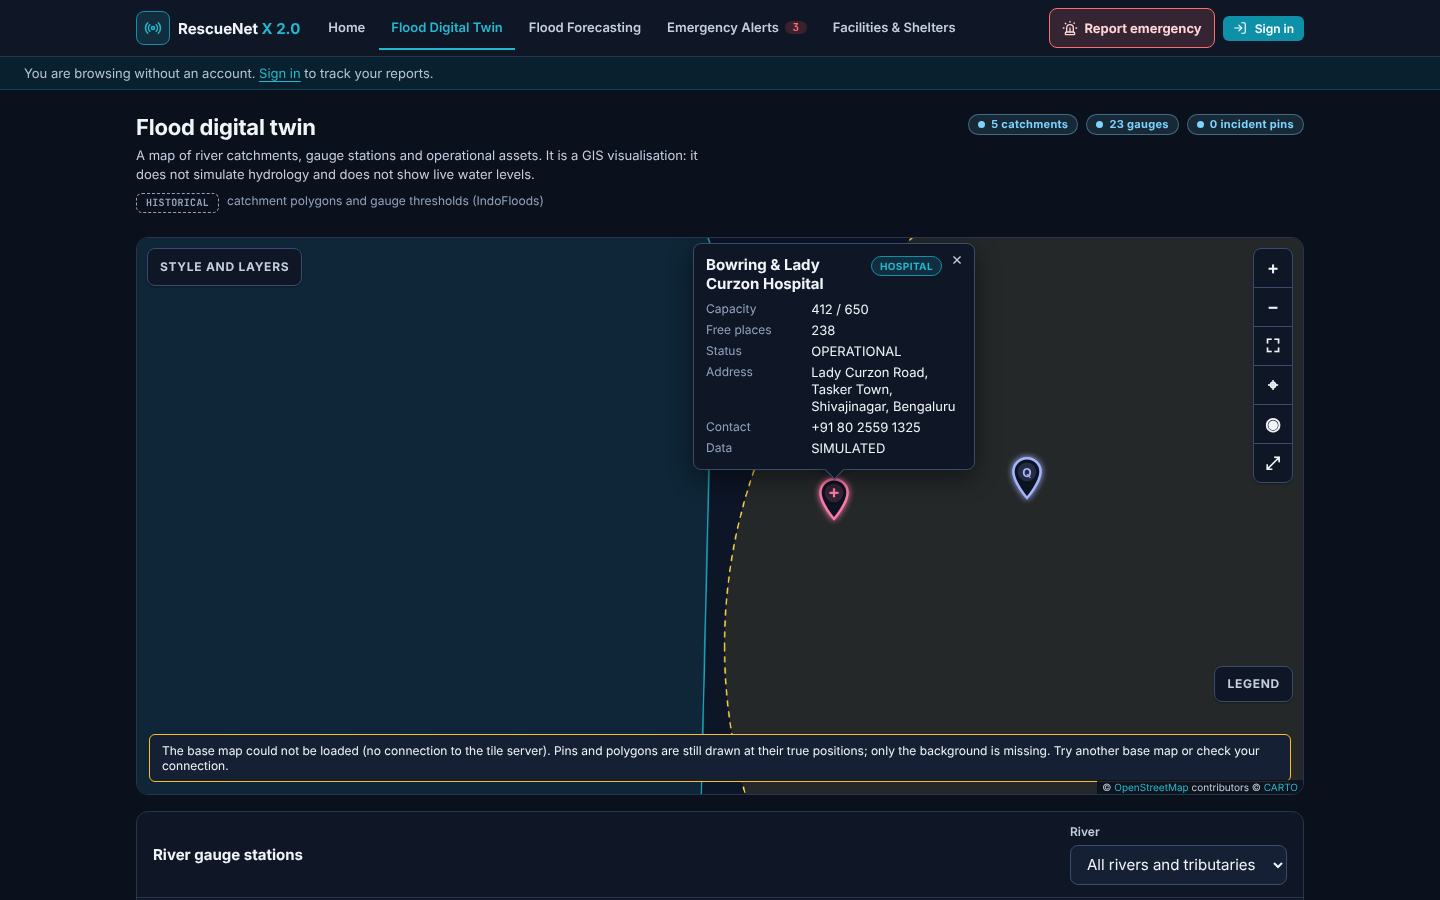 RescueNet X 2.0
Home
Flood Digital Twin
Flood Forecasting
Emergency Alerts 3
Facilities & Shelters
Report emergency
Sign in
You are browsing without an account. Sign in to track your reports.
Flood digital twin
5 catchments
23 gauges
0 incident pins
A map of river catchments, gauge stations and operational assets. It is a GIS visualisation: it
does not simulate hydrology and does not show live water levels.
HISTORICAL catchment polygons and gauge thresholds (IndoFloods)
STYLE AND LAYERS
Bowring & Lady
Curzon Hospital
HOSPITAL
Capacity 412 / 650
Free places 238
Status OPERATIONAL
Address Lady Curzon Road,
Tasker Town,
Shivajinagar, Bengaluru
Contact +91 80 2559 1325
Data SIMULATED
Q
LEGEND
The base map could not be loaded (no connection to the tile server). Pins and polygons are still drawn at their true positions; only the background is missing. Try another base map or check your
connection.
© OpenStreetMap contributors © CARTO
River gauge stations
River
All rivers and tributaries